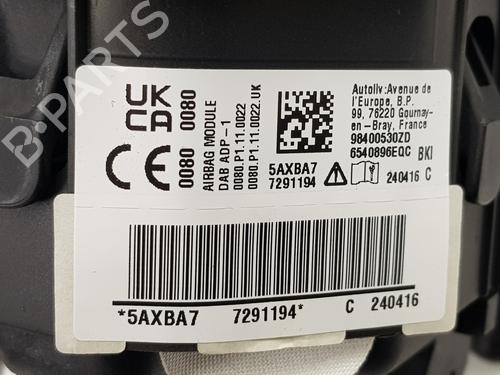 B-PARTS
UK
CA
0080
0080
CE
0080
0080
AIRBAG MODULE
DAB ADP-1
0080.P1.11.0022
0080.P1.11.0022.UK
5AXBA7
7291194
Autoliv:Avenue de
l'Europe, B.P.
99, 76220 Gournay-
en-Bray, France
98400530ZD
6540896EQC BKI
240416 C
*5AXBA7 7291194* C 240416